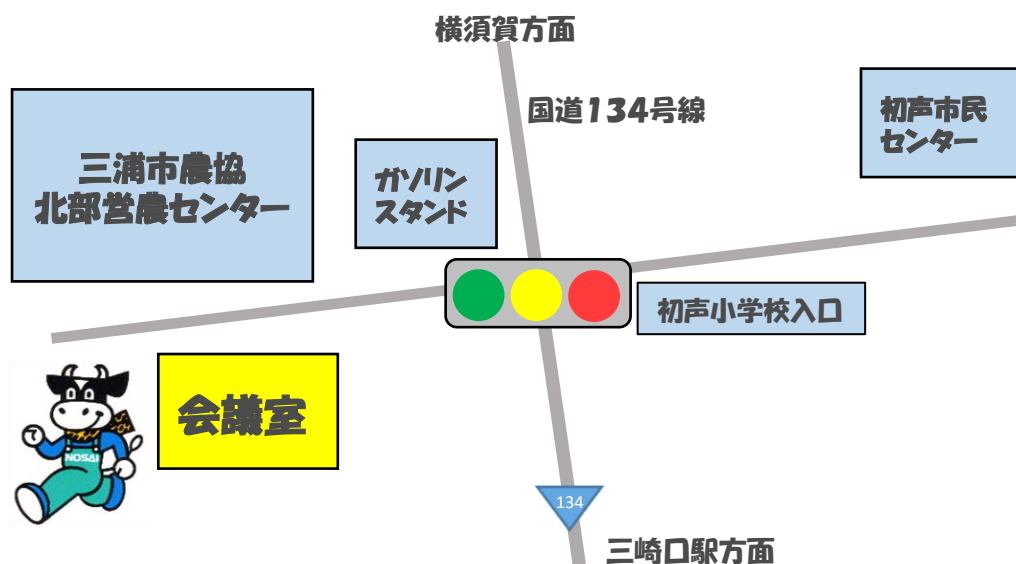 横須賀方面
国道134号線
初声市民
センター
三浦市農協
北部営農センター
ガソリン
スタンド
初声小学校入口
会議室
NOSAI
134
三崎口駅方面